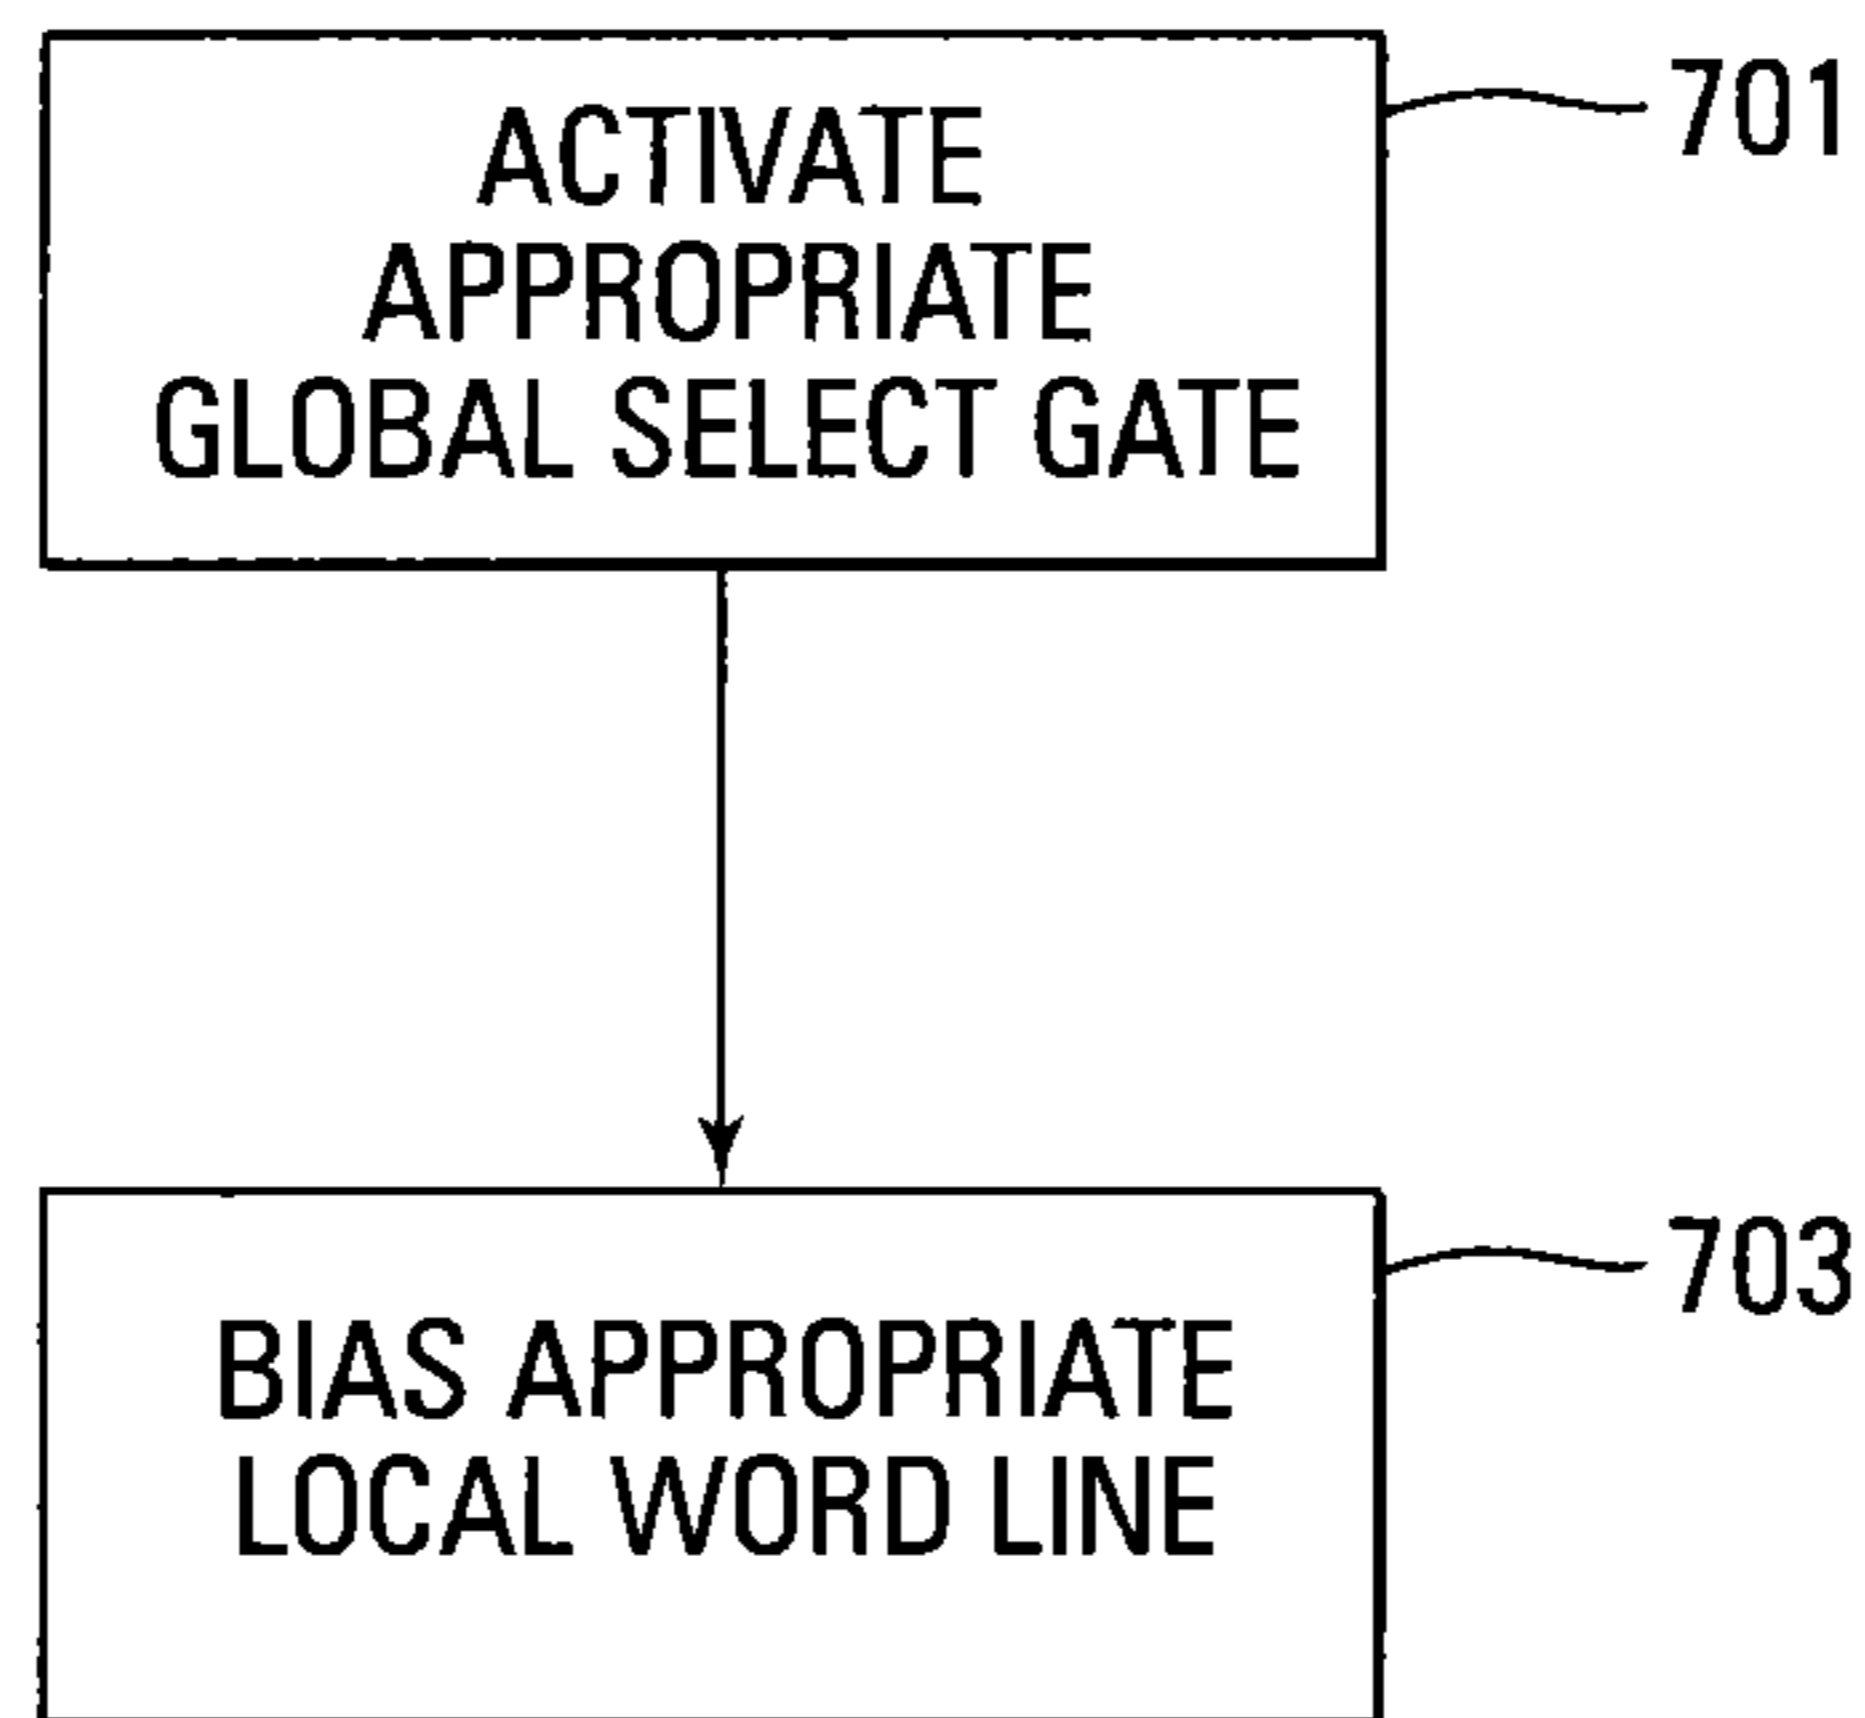 ACTIVATE
APPROPRIATE
GLOBAL SELECT GATE
701
BIAS APPROPRIATE
LOCAL WORD LINE
703